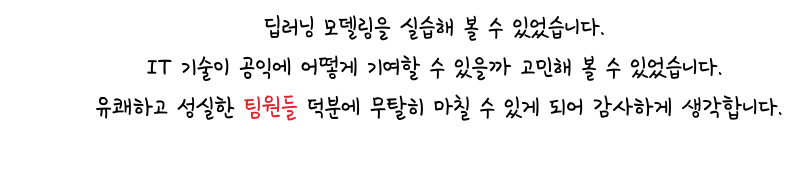 딥러닝 모델링을 실습해 볼 수 있었습니다.
IT 기술이 공익에 어떻게 기여할 수 있을까 고민해 볼 수 있었습니다.
유쾌하고 성실한 팀원들 덕분에 무탈히 마칠 수 있게 되어 감사하게 생각합니다.